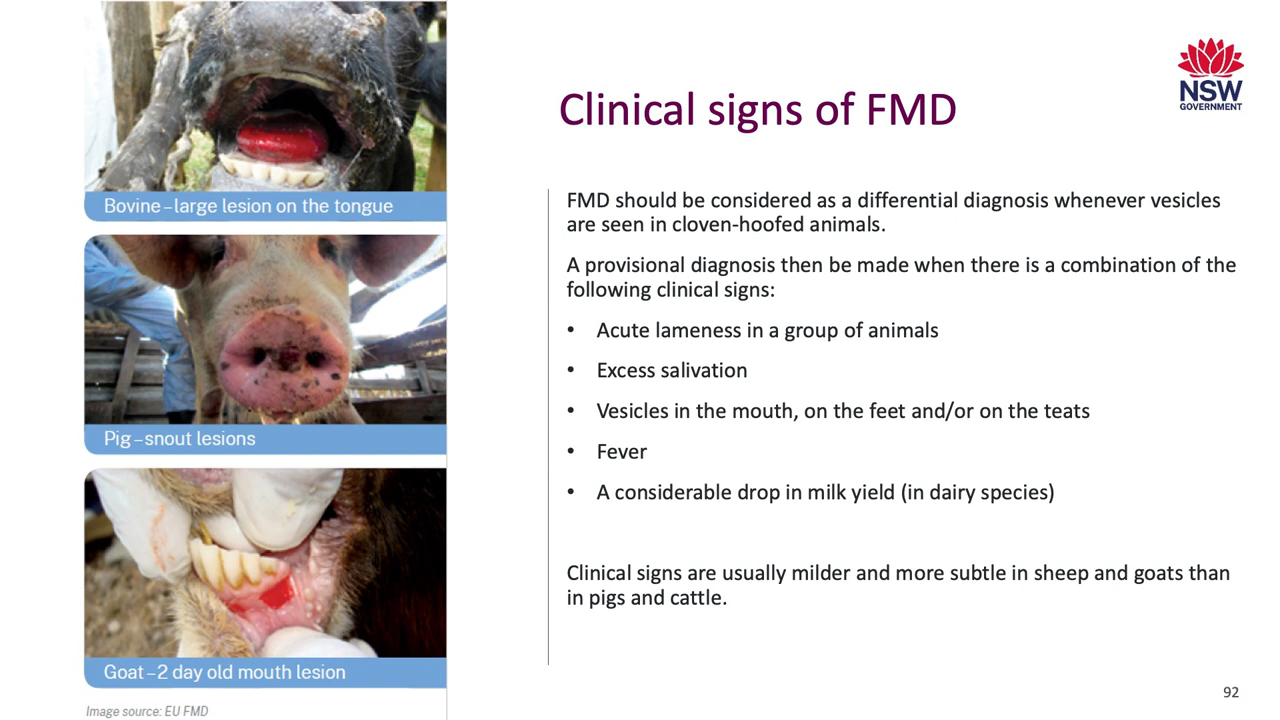 Bovine – large lesion on the tongue
Pig – snout lesions
Goat – 2 day old mouth lesion
Image source: EU FMD
NSW
GOVERNMENT
Clinical signs of FMD
FMD should be considered as a differential diagnosis whenever vesicles
are seen in cloven-hoofed animals.
A provisional diagnosis then be made when there is a combination of the
following clinical signs:
• Acute lameness in a group of animals
• Excess salivation
• Vesicles in the mouth, on the feet and/or on the teats
• Fever
• A considerable drop in milk yield (in dairy species)
Clinical signs are usually milder and more subtle in sheep and goats than
in pigs and cattle.
92